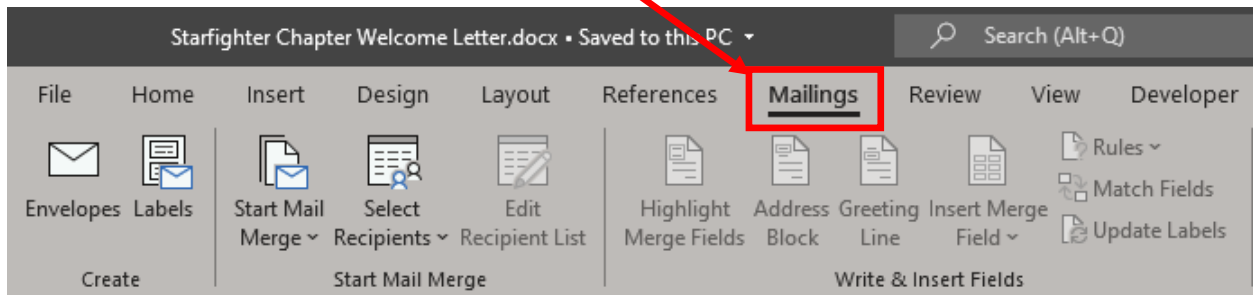 Starfighter Chapter Welcome Letter.docx • Saved to this PC
Search (Alt+Q)
File Home Insert Design Layout References Mailings Review View Developer
Envelopes Labels Start Mail Merge Select Recipients Edit Recipient List Highlight Merge Fields Address Block Greeting Line Insert Merge Field Rules
Match Fields
Update Labels
Create Start Mail Merge Write & Insert Fields